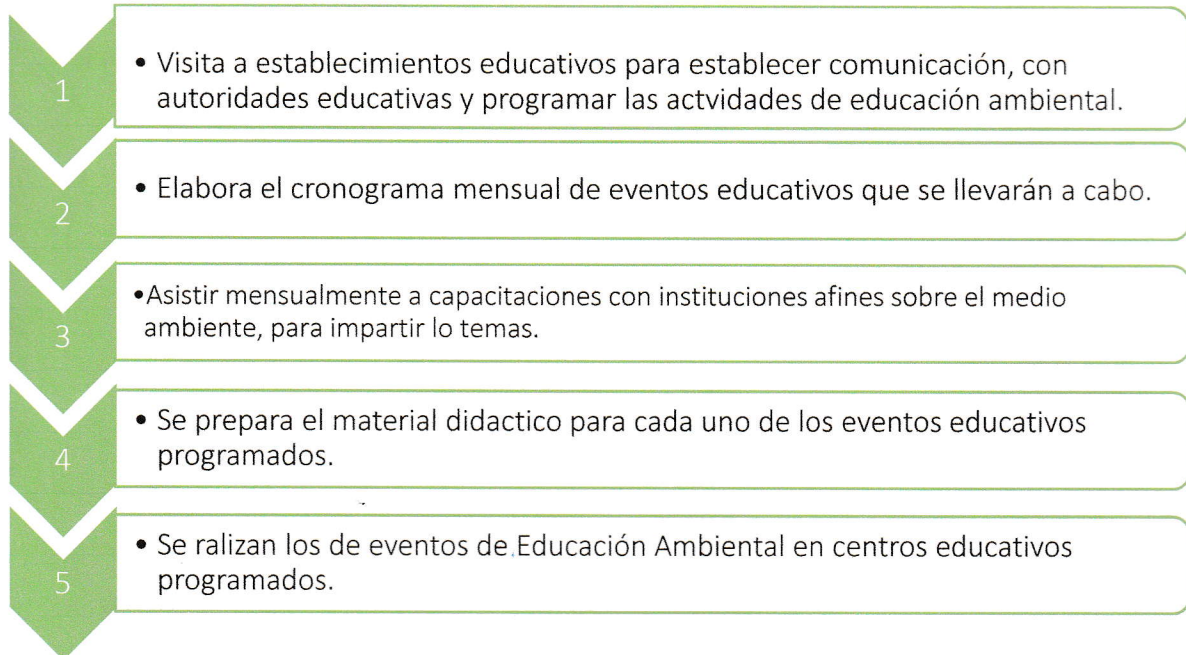 1
• Visita a establecimientos educativos para establecer comunicación, con
autoridades educativas y programar las actvidades de educación ambiental.
2
• Elabora el cronograma mensual de eventos educativos que se llevarán a cabo.
3
•Asistir mensualmente a capacitaciones con instituciones afines sobre el medio
ambiente, para impartir lo temas.
4
• Se prepara el material didactico para cada uno de los eventos educativos
programados.
5
• Se ralizan los de eventos de Educación Ambiental en centros educativos
programados.